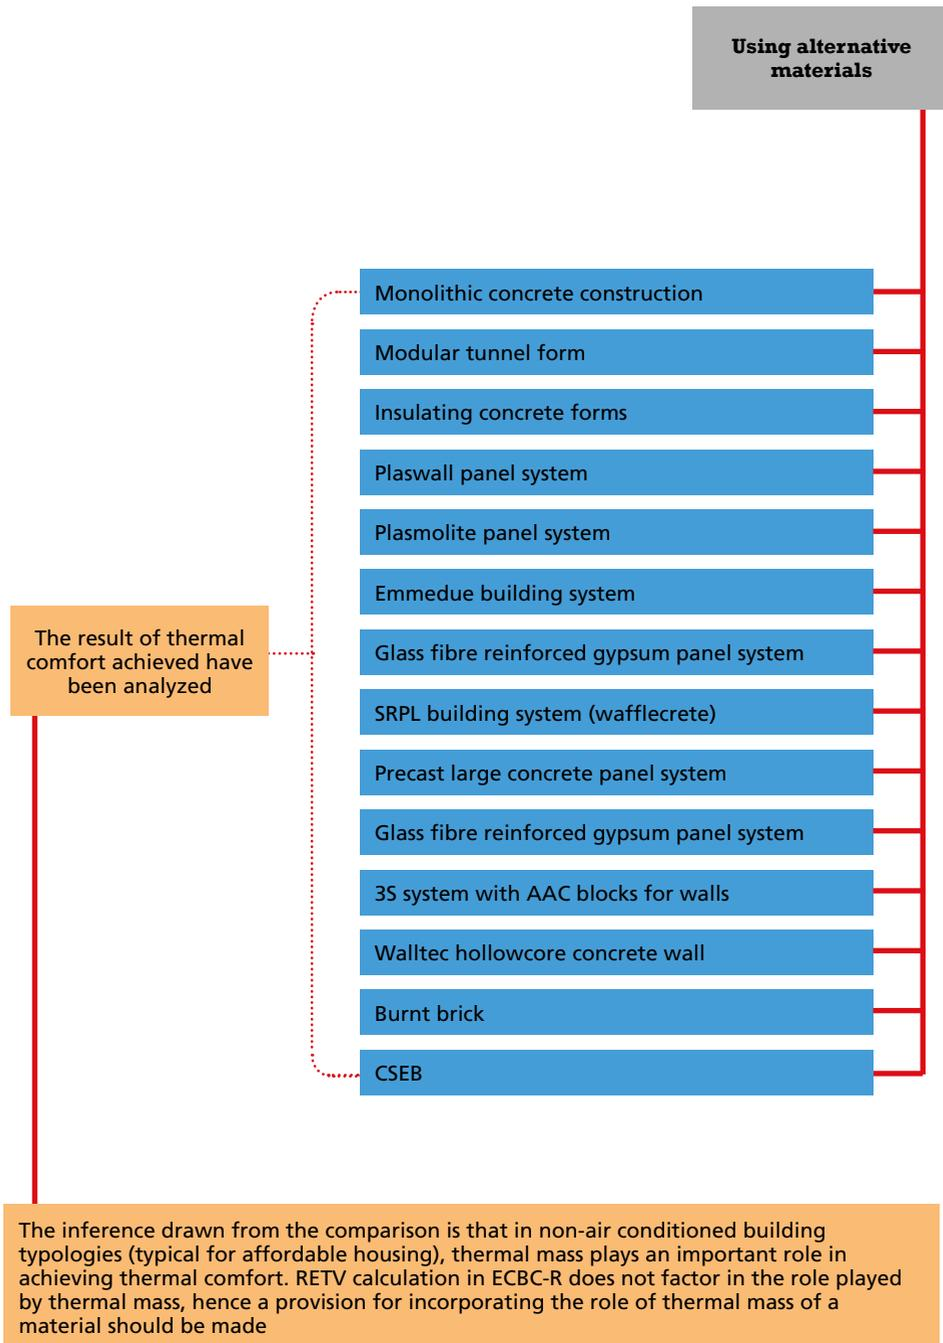 Using alternative
materials
Monolithic concrete construction
Modular tunnel form
Insulating concrete forms
Plaswall panel system
Plasmolite panel system
Emmedue building system
The result of thermal
comfort achieved have
been analyzed
Glass fibre reinforced gypsum panel system
SRPL building system (wafflecrete)
Precast large concrete panel system
Glass fibre reinforced gypsum panel system
3S system with AAC blocks for walls
Walltec hollowcore concrete wall
Burnt brick
CSEB
The inference drawn from the comparison is that in non-air conditioned building
typologies (typical for affordable housing), thermal mass plays an important role in
achieving thermal comfort. RETV calculation in ECBC-R does not factor in the role played
by thermal mass, hence a provision for incorporating the role of thermal mass of a
material should be made